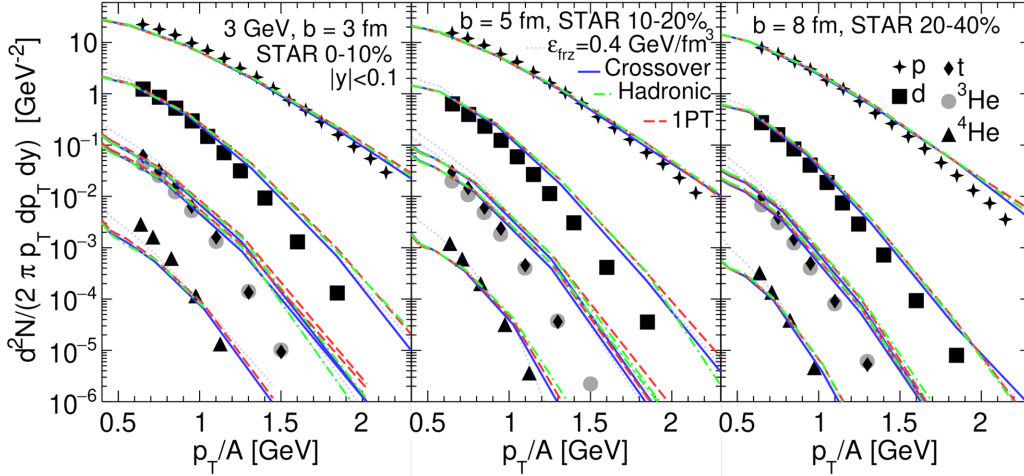 3 GeV, b = 3 fm
STAR 0-10%
|y|<0.1
b = 5 fm, STAR 10-20%
ε_frz=0.4 GeV/fm³
Crossover
Hadronic
1PT
b = 8 fm, STAR 20-40%
p
t
d
³He
⁴He
d²N/(2 π p_T dp_T dy) [GeV⁻²]
10
1
10⁻¹
10⁻²
10⁻³
10⁻⁴
10⁻⁵
10⁻⁶
0.5 1 1.5 2
0.5 1 1.5 2
0.5 1 1.5 2
p_T/A [GeV]
p_T/A [GeV]
p_T/A [GeV]